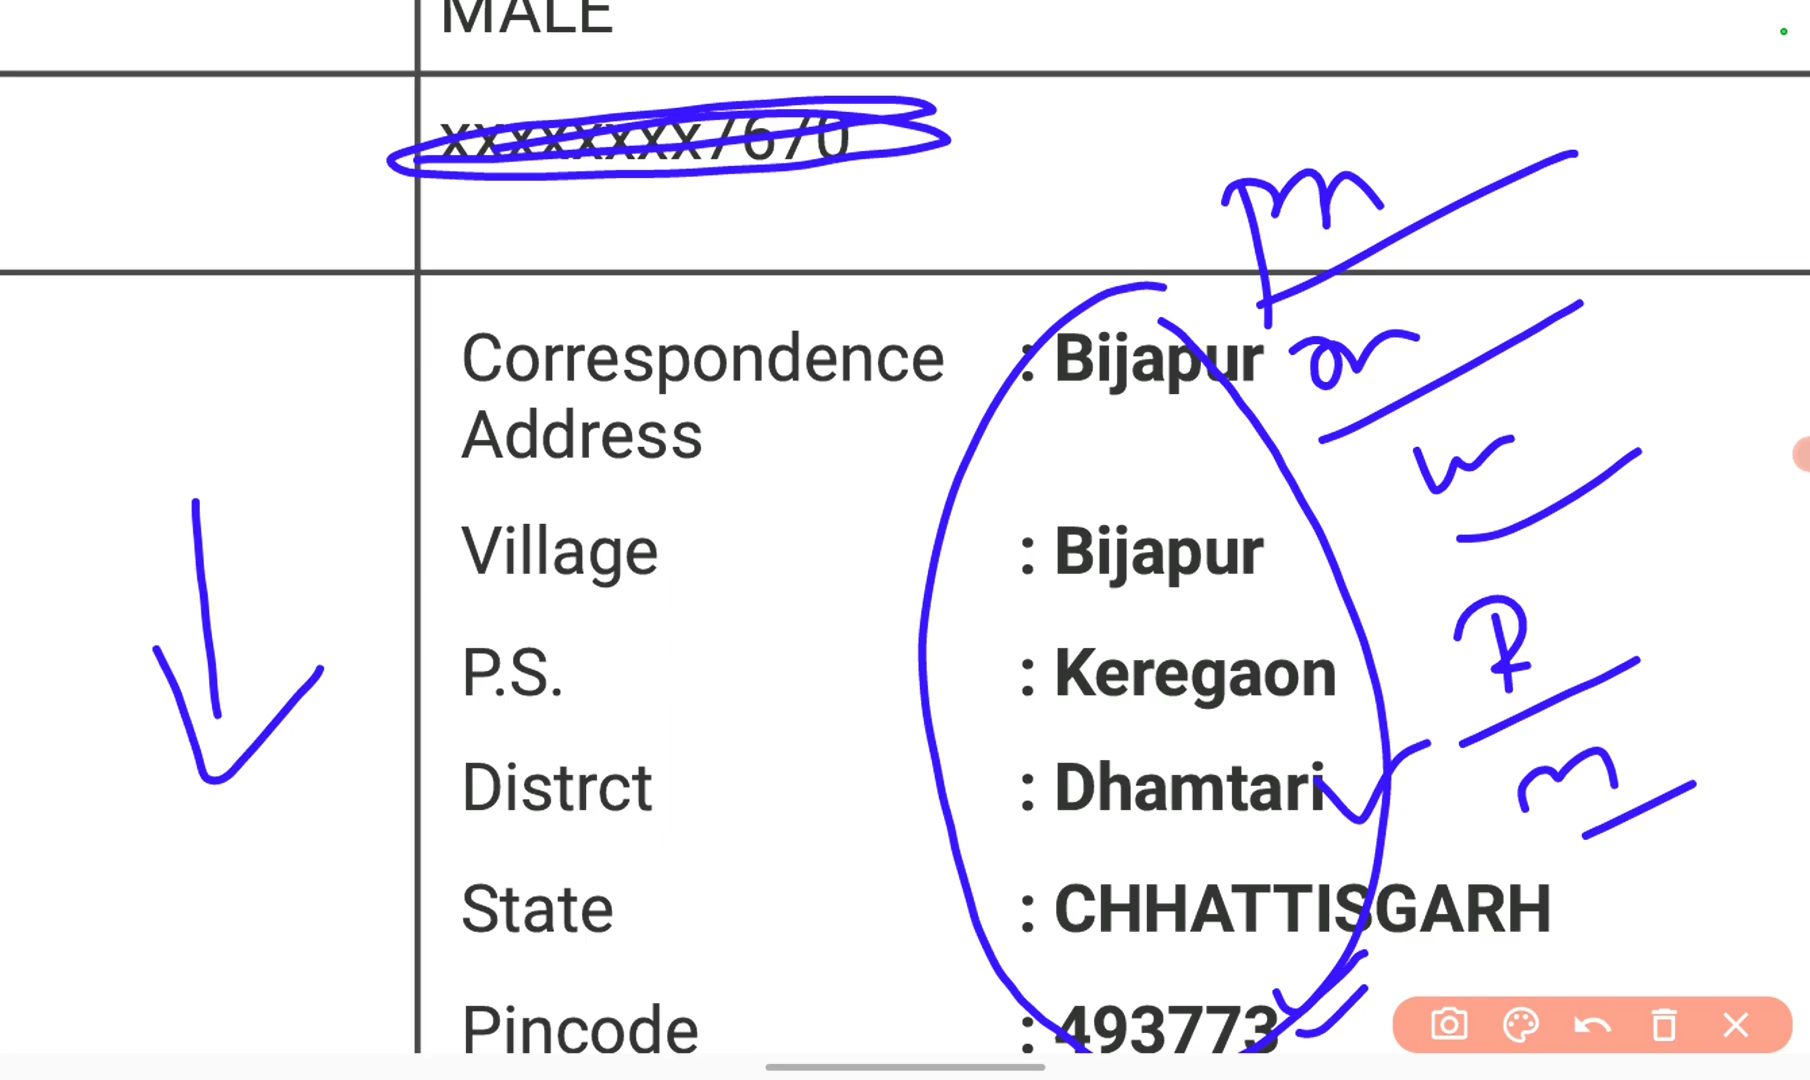 MALE
xxxxxxxx7670
Correspondence : Bijapur
Address
Village : Bijapur
P.S. : Keregaon
Distrct : Dhamtari
State : CHHATTISGARH
Pincode : 493773